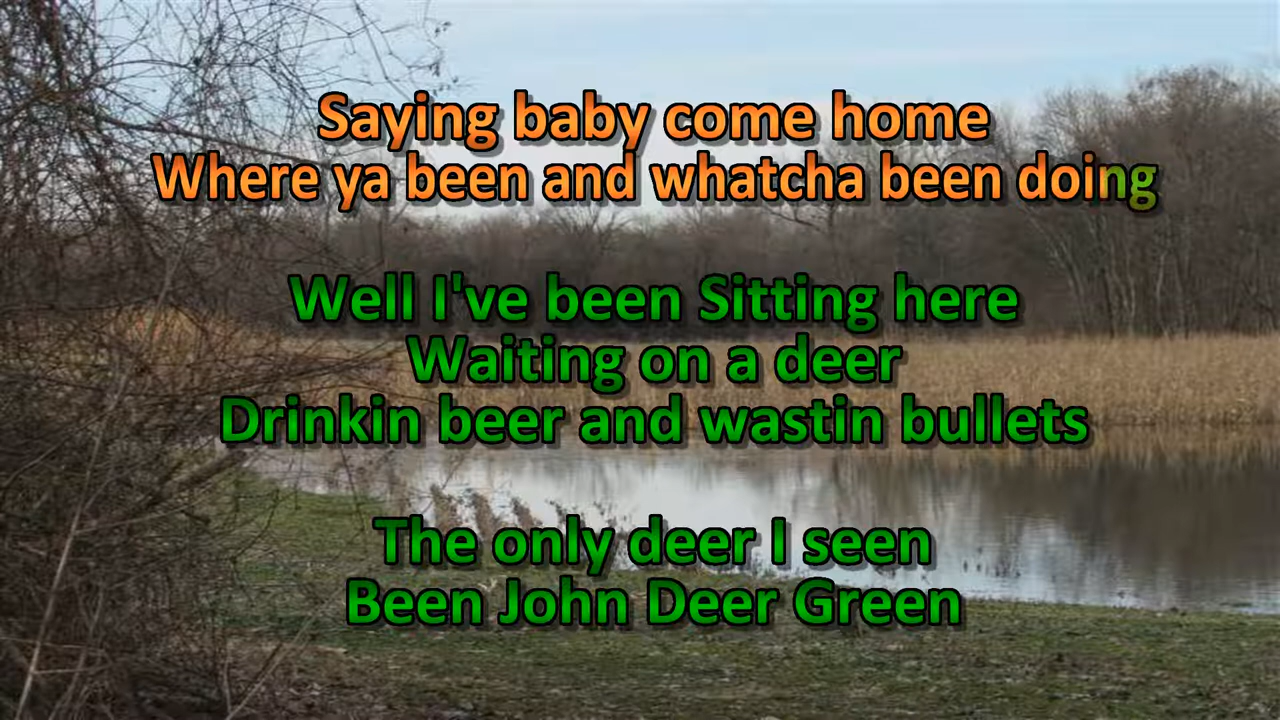 Saying baby come home
Where ya been and whatcha been doing
Well I've been Sitting here
Waiting on a deer
Drinkin beer and wastin bullets
The only deer I seen
Been John Deer Green